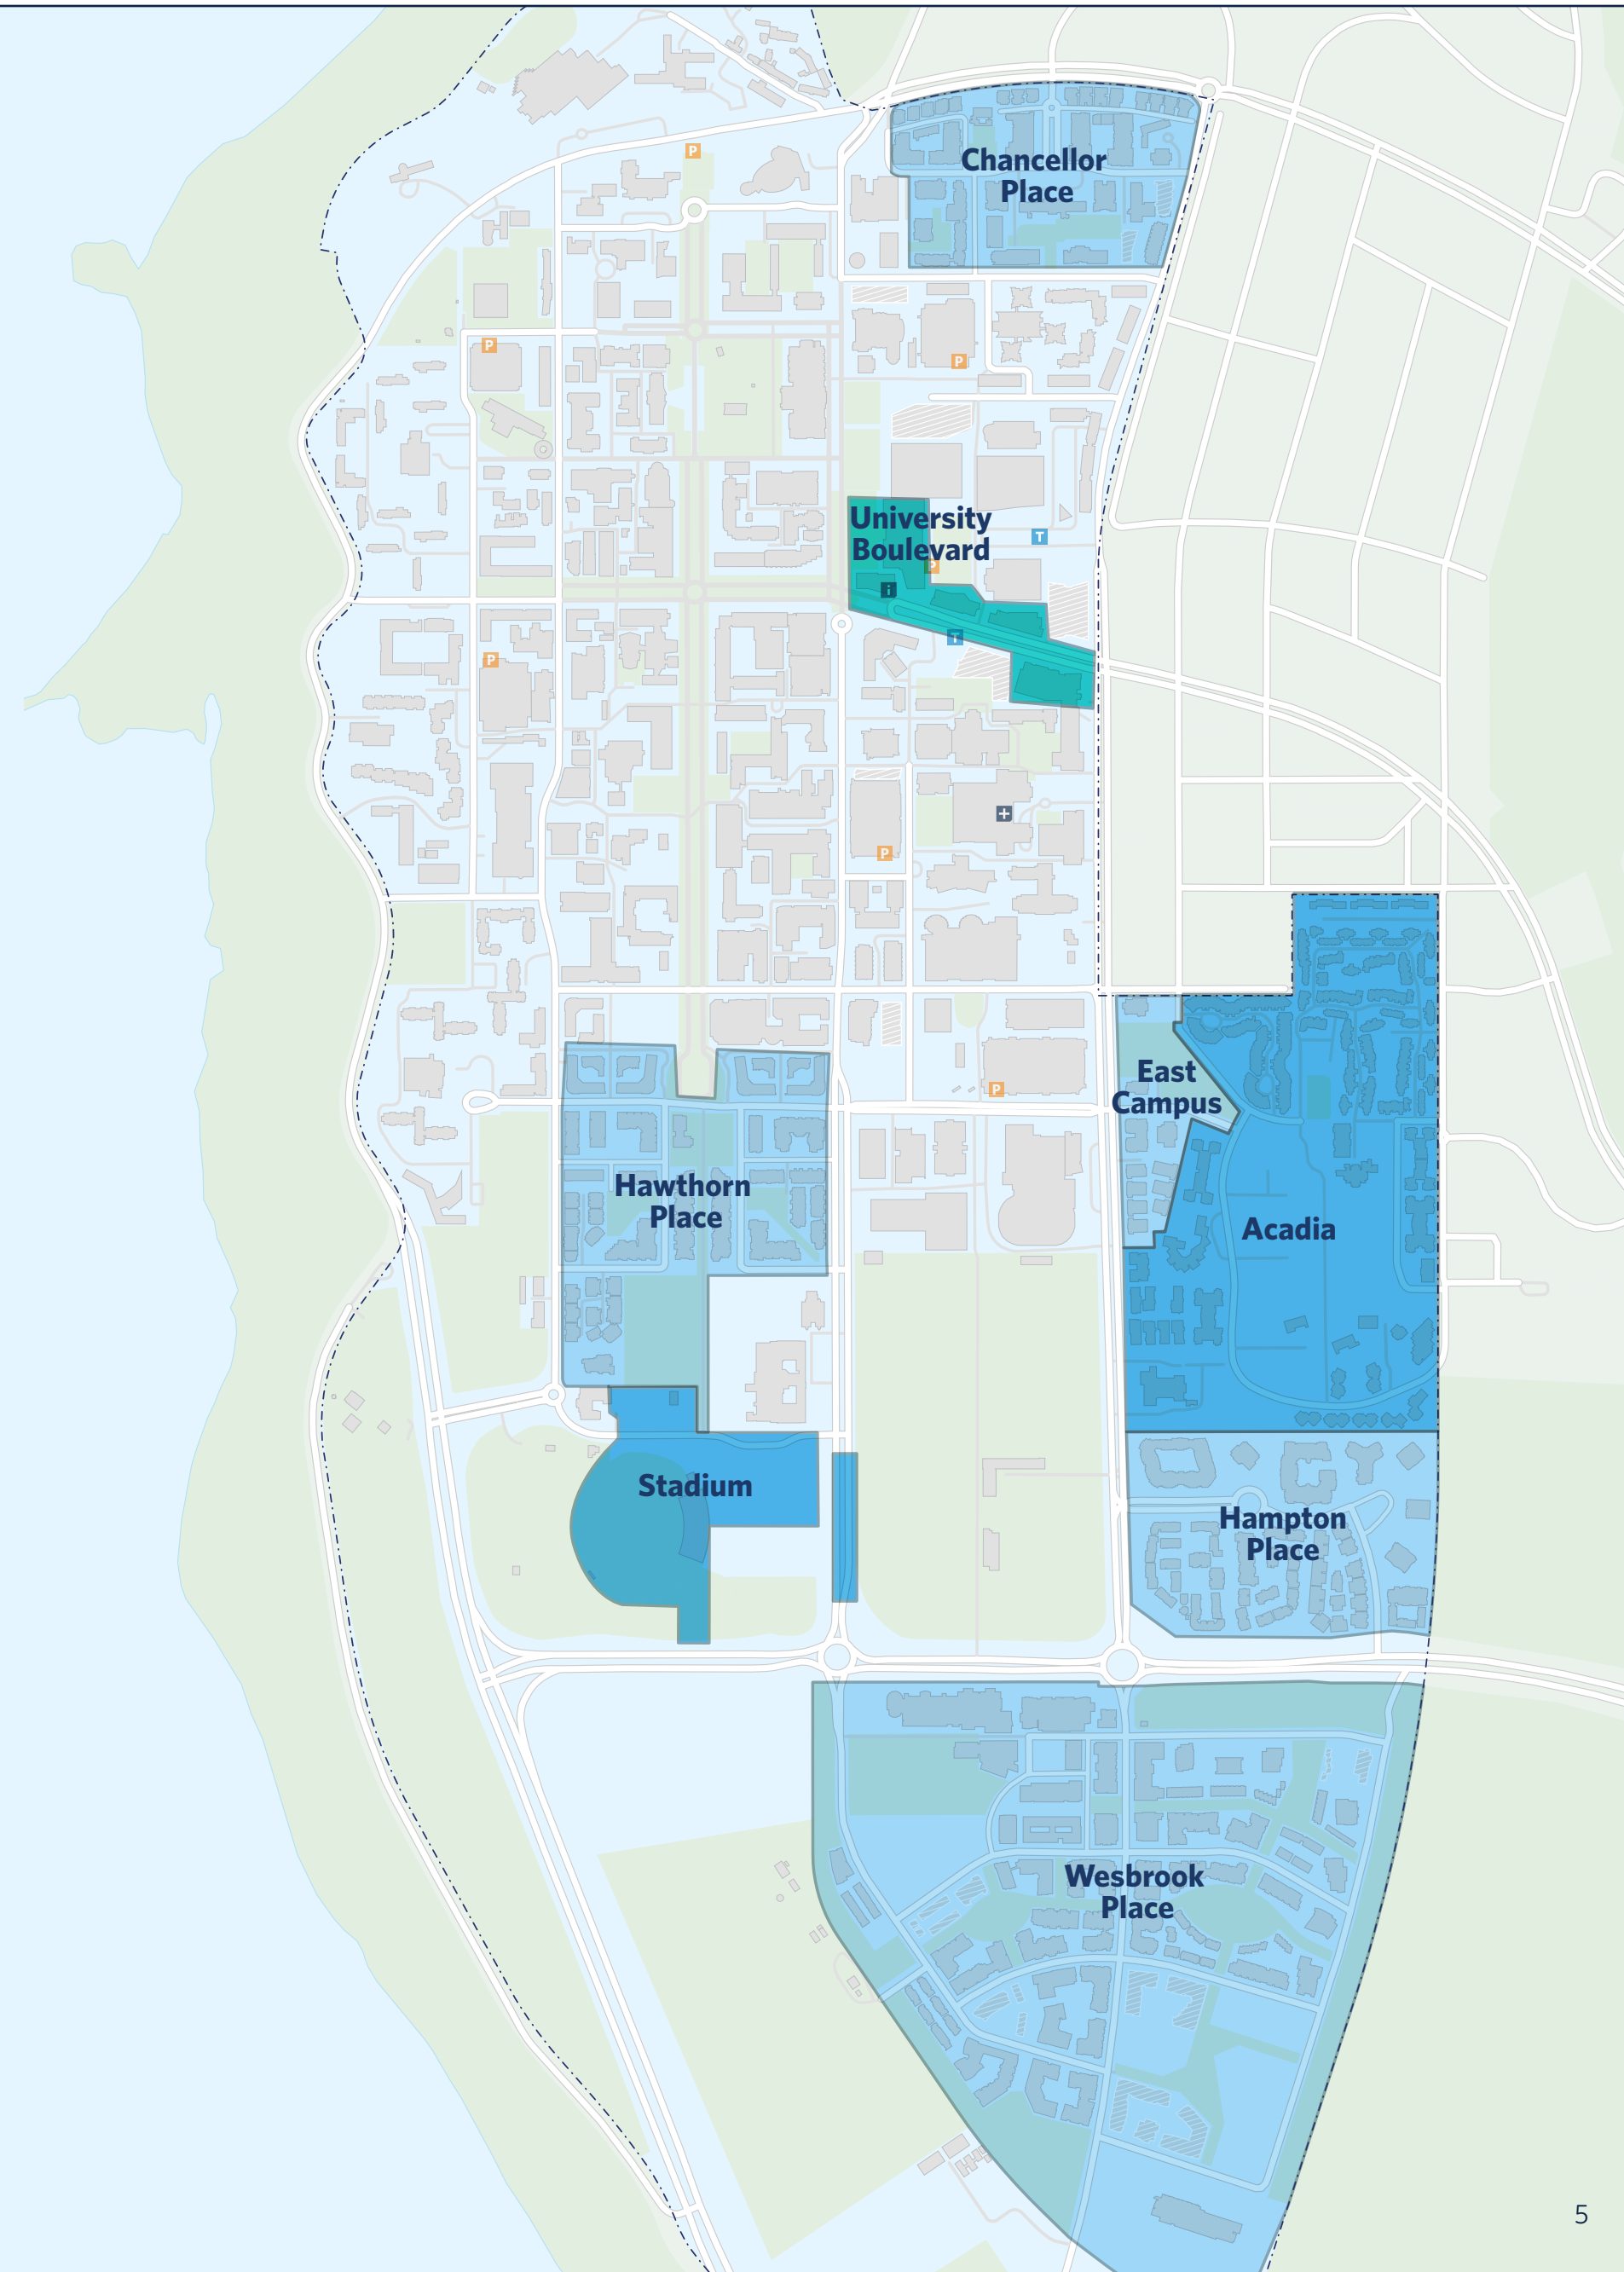 P
Chancellor
Place
P
P
University
Boulevard
T
P
i
T
P
+
P
East
Campus
P
Hawthorn
Place
Acadia
Stadium
Hampton
Place
Wesbrook
Place
5